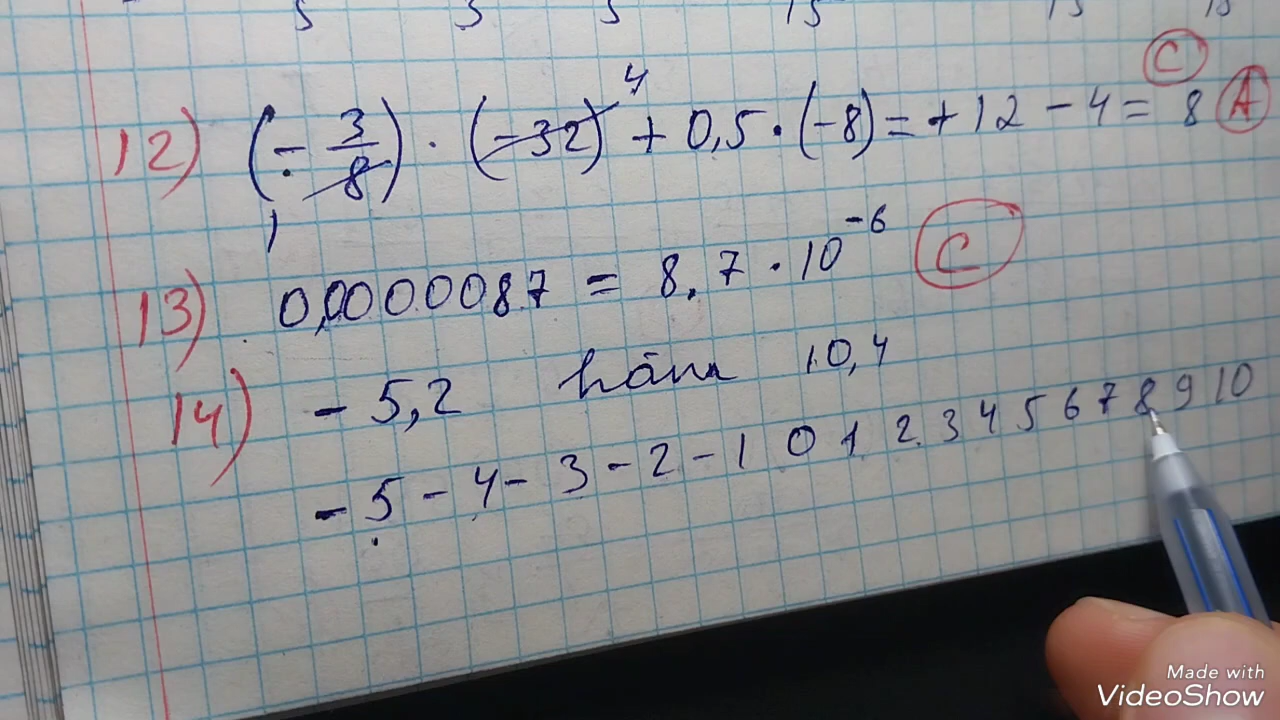 C
12) (- 3/8) · (-32) 4 + 0,5 · (-8) = +12 - 4 = 8 A
1
13) 0,0000087 = 8,7 · 10⁻⁶ C
14) - 5,2 həm 10,4
- 5 - 4 - 3 - 2 - 1 0 1 2 3 4 5 6 7 8 9 10
Made with
VideoShow